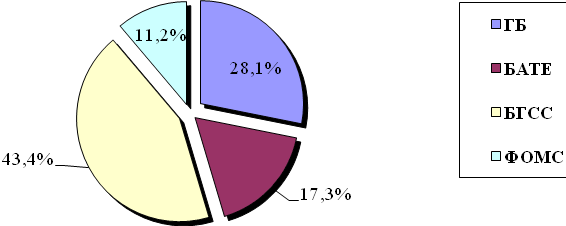 11,2%
28,1%
43,4%
17,3%
ГБ
БАТЕ
БГСС
ФОМС